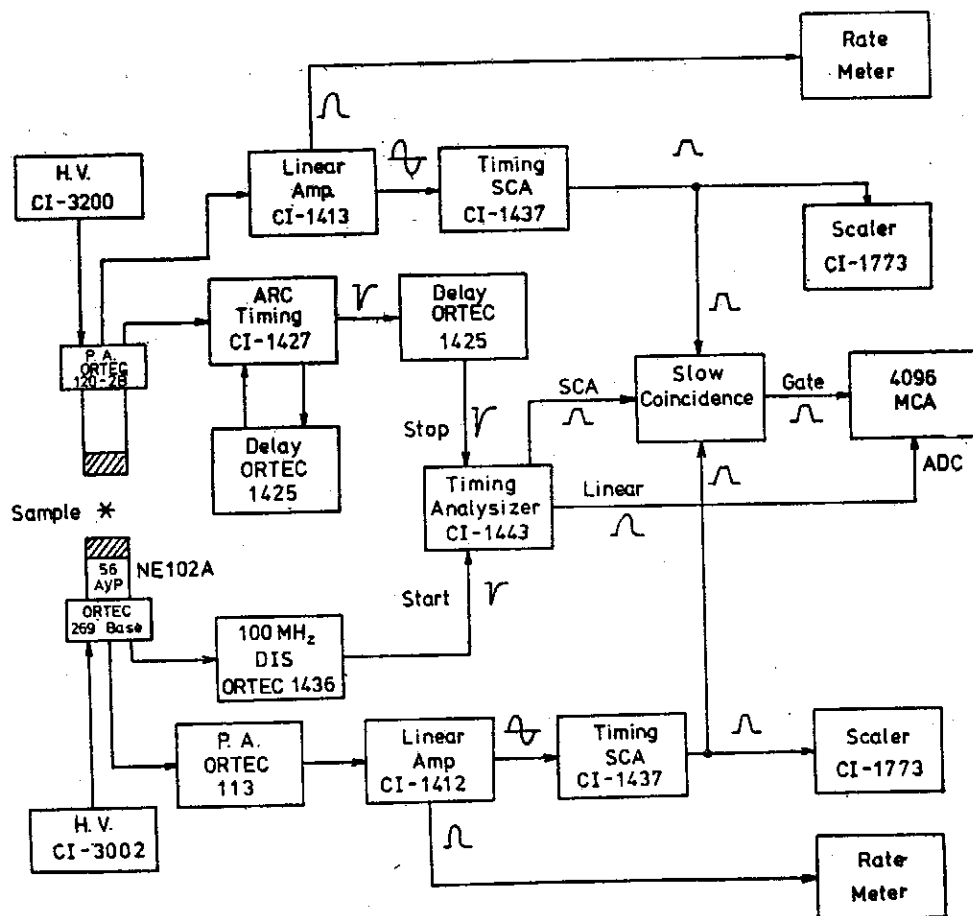 Rate
Meter
H. V.
CI-3200
Linear
Amp.
CI-1413
Timing
SCA
CI-1437
Scaler
CI-1773
P. A.
ORTEC
120-2B
ARC
Timing
CI-1427
Delay
ORTEC
1425
Delay
ORTEC
1425
Stop
SCA
Slow
Coincidence
Gate
4096
MCA
ADC
Sample *
Timing
Analysizer
CI-1443
Linear
56
AγP
NE102A
ORTEC
269 Base
Start
100 MHz
DIS
ORTEC 1436
P. A.
ORTEC
113
Linear
Amp
CI-1412
Timing
SCA
CI-1437
Scaler
CI-1773
H. V.
CI-3002
Rate
Meter